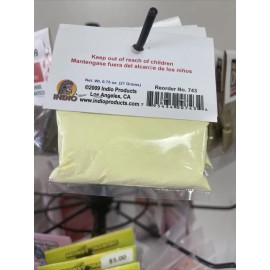 Keep out of reach of children
Mantengase fuera del alcance de los niños
Net. Wt. 0.75 oz. (21 Grams)
Reorder No. 743
©2009 Indio Products
Los Angeles, CA
www.indioproducts.com
INDIO
$5.00